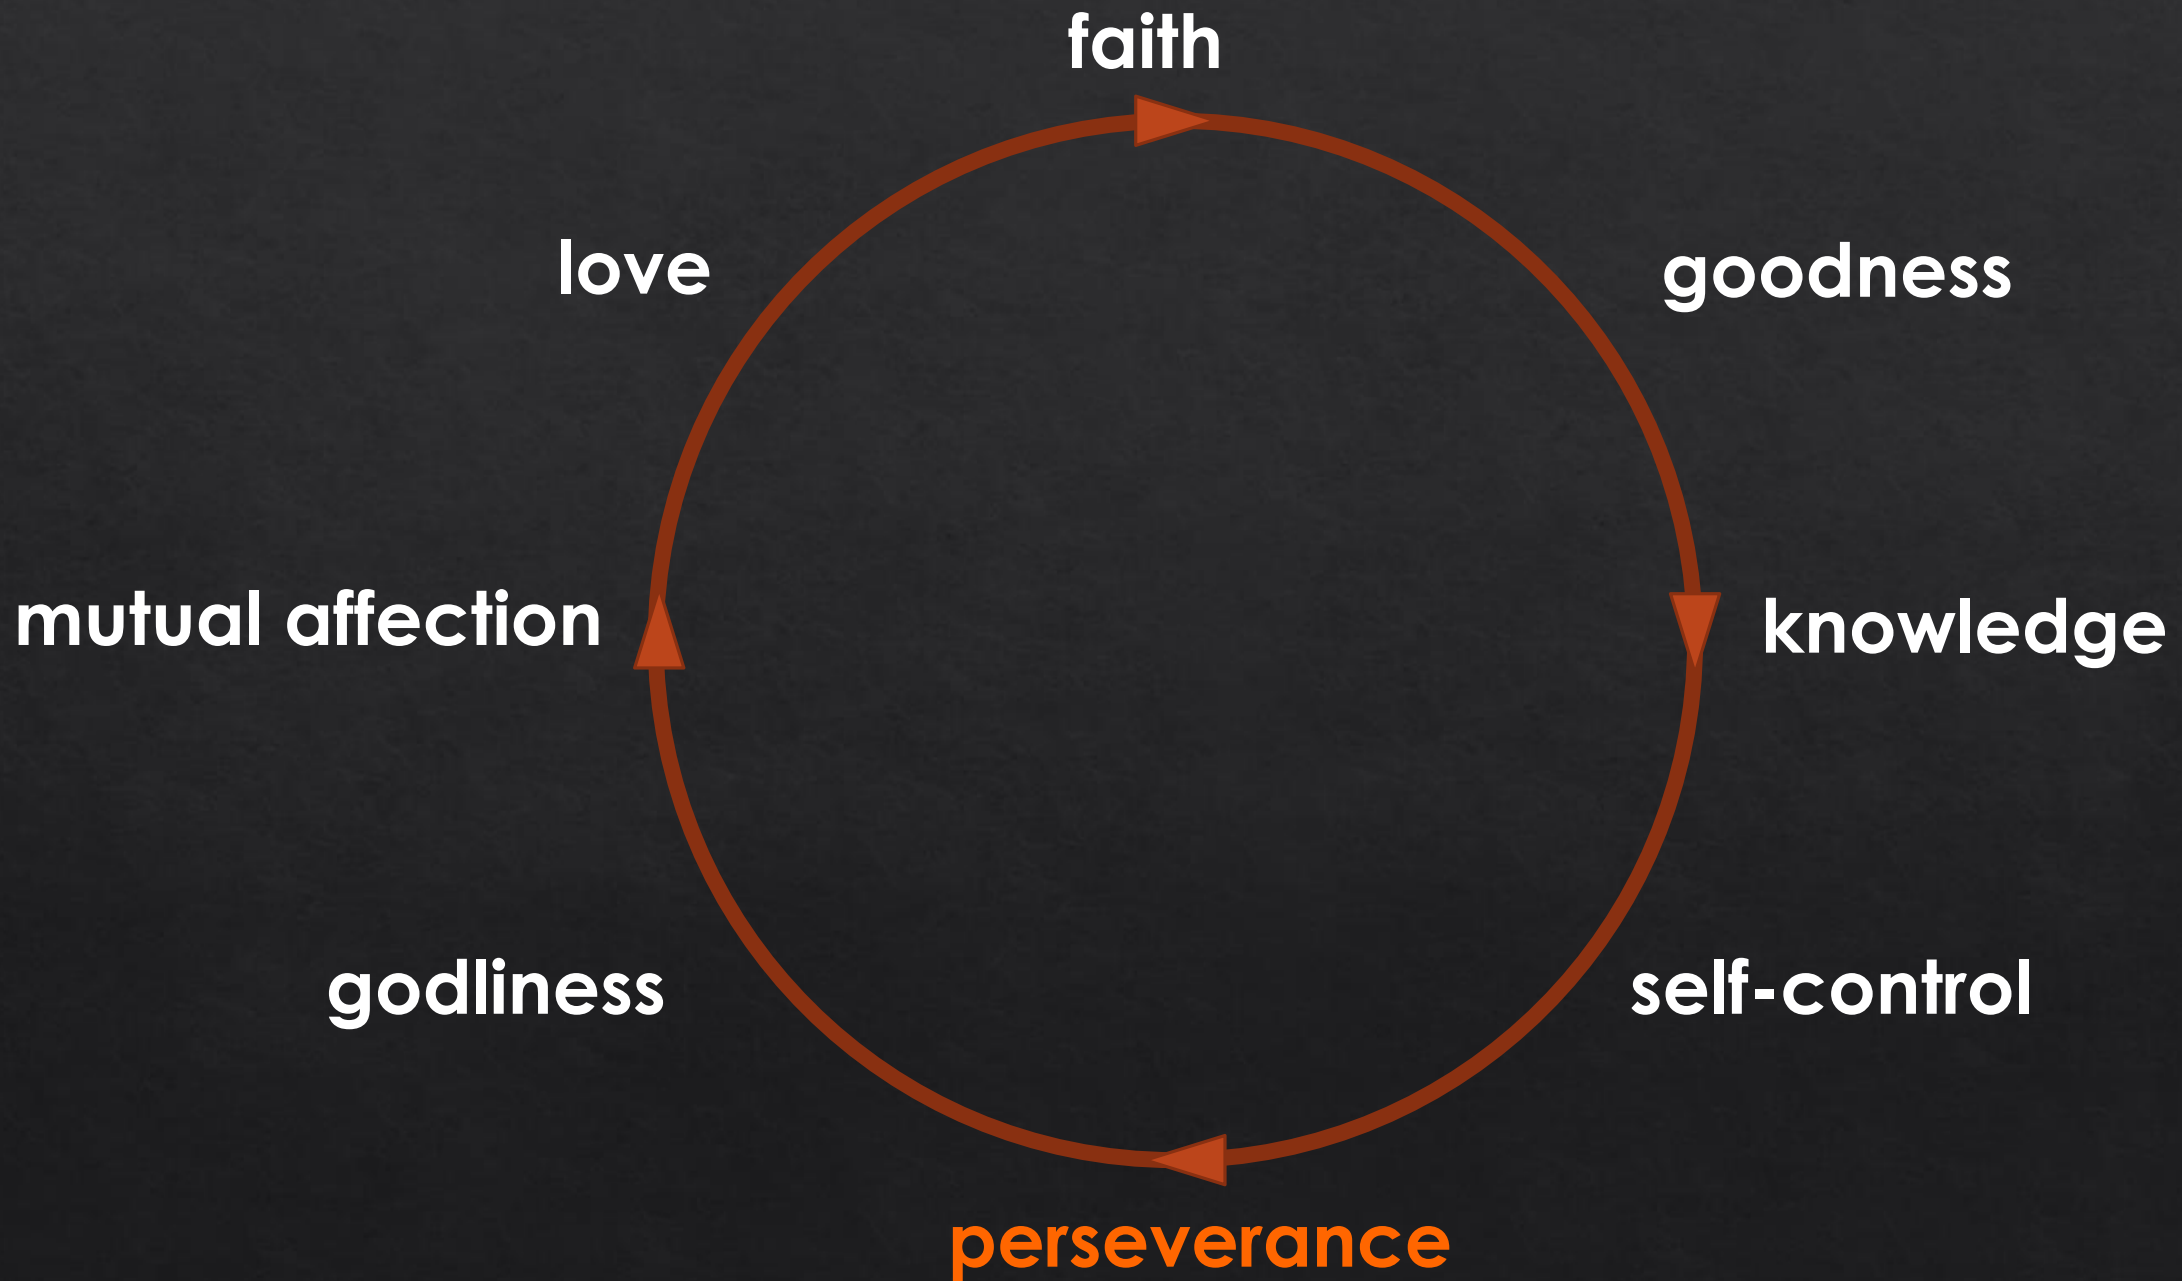 faith
goodness
knowledge
self-control
perseverance
godliness
mutual affection
love